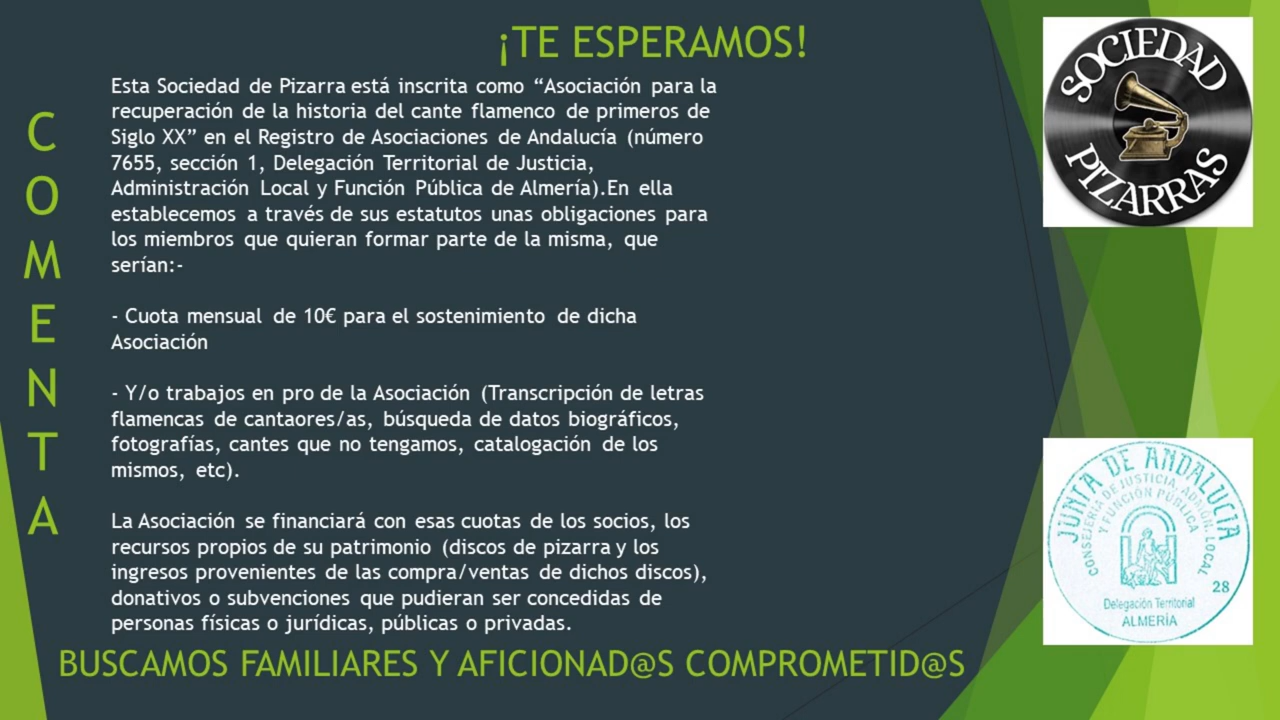 ¡TE ESPERAMOS!
Esta Sociedad de Pizarra está inscrita como “Asociación para la
recuperación de la historia del cante flamenco de primeros de
Siglo XX” en el Registro de Asociaciones de Andalucía (número
7655, sección 1, Delegación Territorial de Justicia,
Administración Local y Función Pública de Almería).En ella
establecemos a través de sus estatutos unas obligaciones para
los miembros que quieran formar parte de la misma, que
serían:-
- Cuota mensual de 10€ para el sostenimiento de dicha
Asociación
- Y/o trabajos en pro de la Asociación (Transcripción de letras
flamencas de cantaores/as, búsqueda de datos biográficos,
fotografías, cantes que no tengamos, catalogación de los
mismos, etc).
La Asociación se financiará con esas cuotas de los socios, los
recursos propios de su patrimonio (discos de pizarra y los
ingresos provenientes de las compra/ventas de dichos discos),
donativos o subvenciones que pudieran ser concedidas de
personas físicas o jurídicas, públicas o privadas.
BUSCAMOS FAMILIARES Y AFICIONAD@S COMPROMETID@S
COMENTA
SOCIEDAD
PIZARRAS
JUNTA DE ANDALUCIA
CONSEJERÍA DE JUSTICIA, ADMÓN. LOCAL
Y FUNCIÓN PÚBLICA
28
Delegación Territorial
ALMERÍA